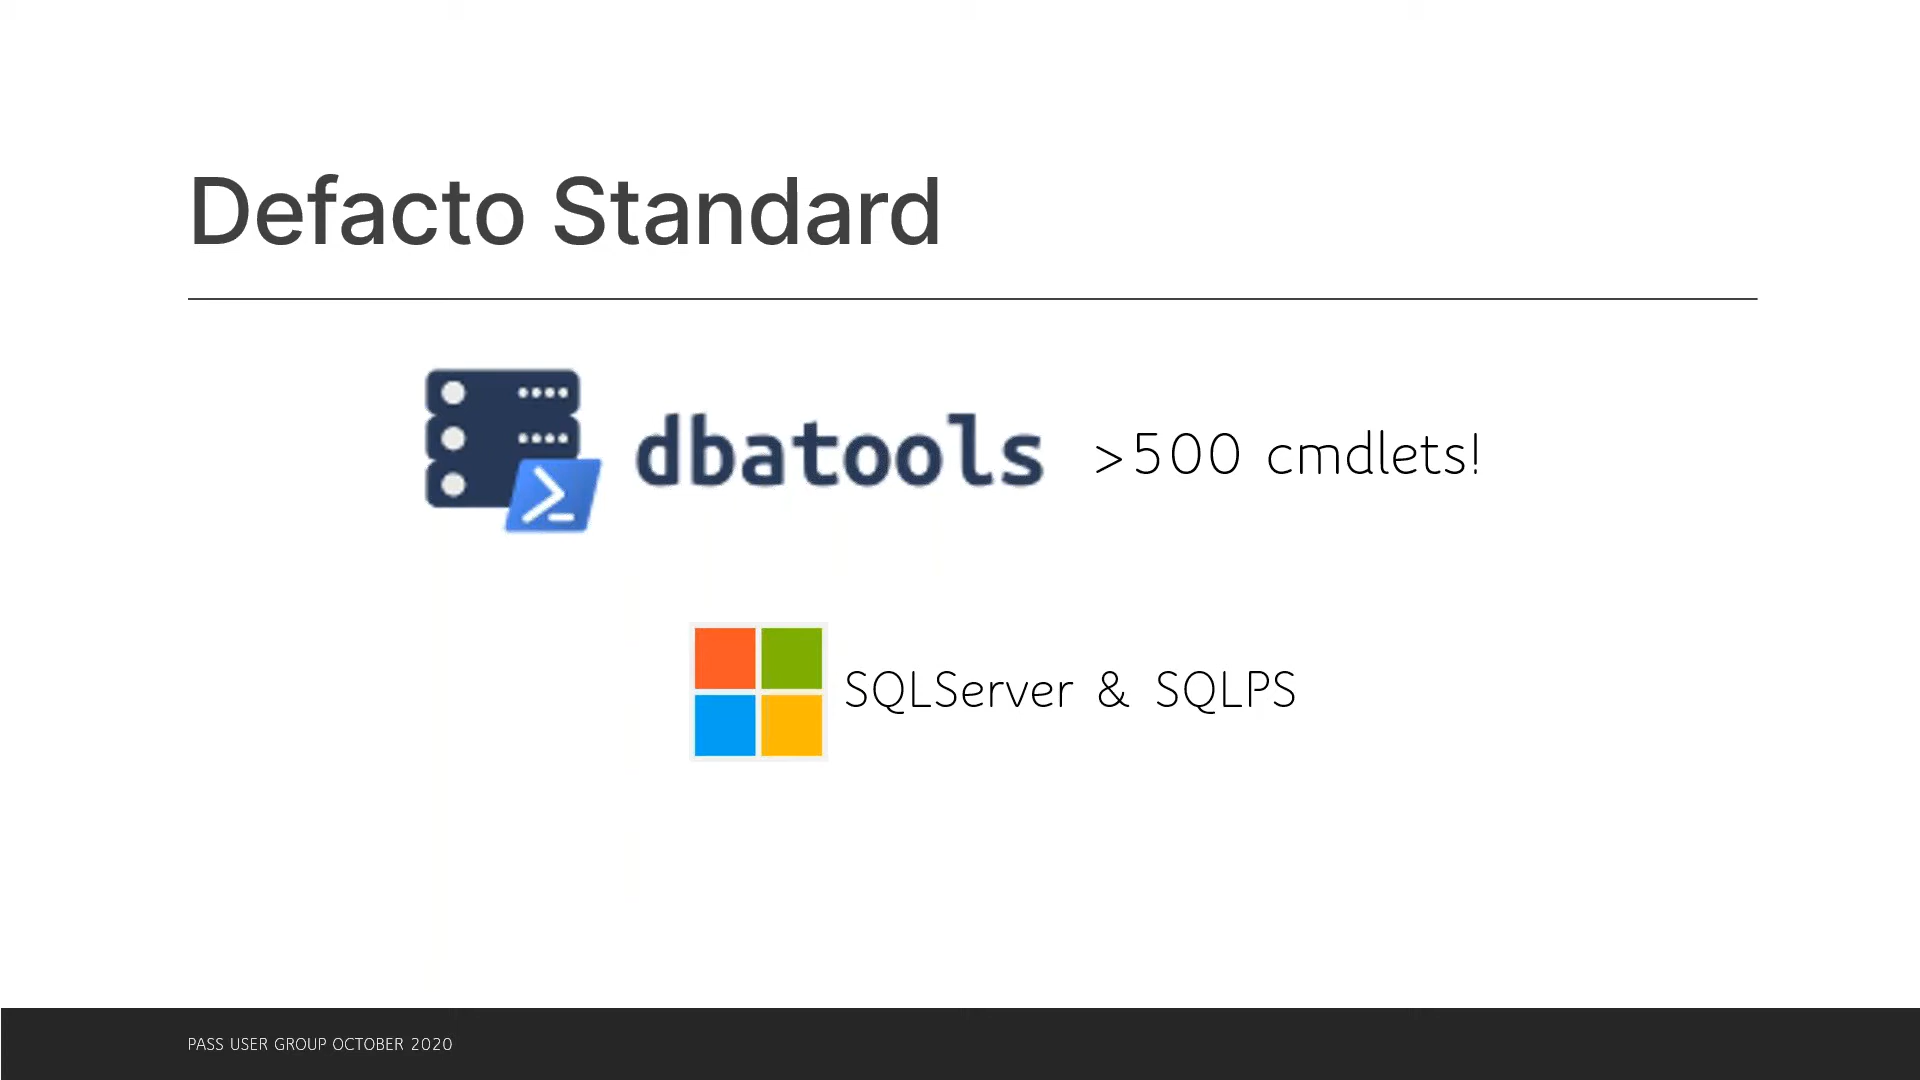 Defacto Standard
dbatools >500 cmdlets!
SQLServer & SQLPS
PASS USER GROUP OCTOBER 2020